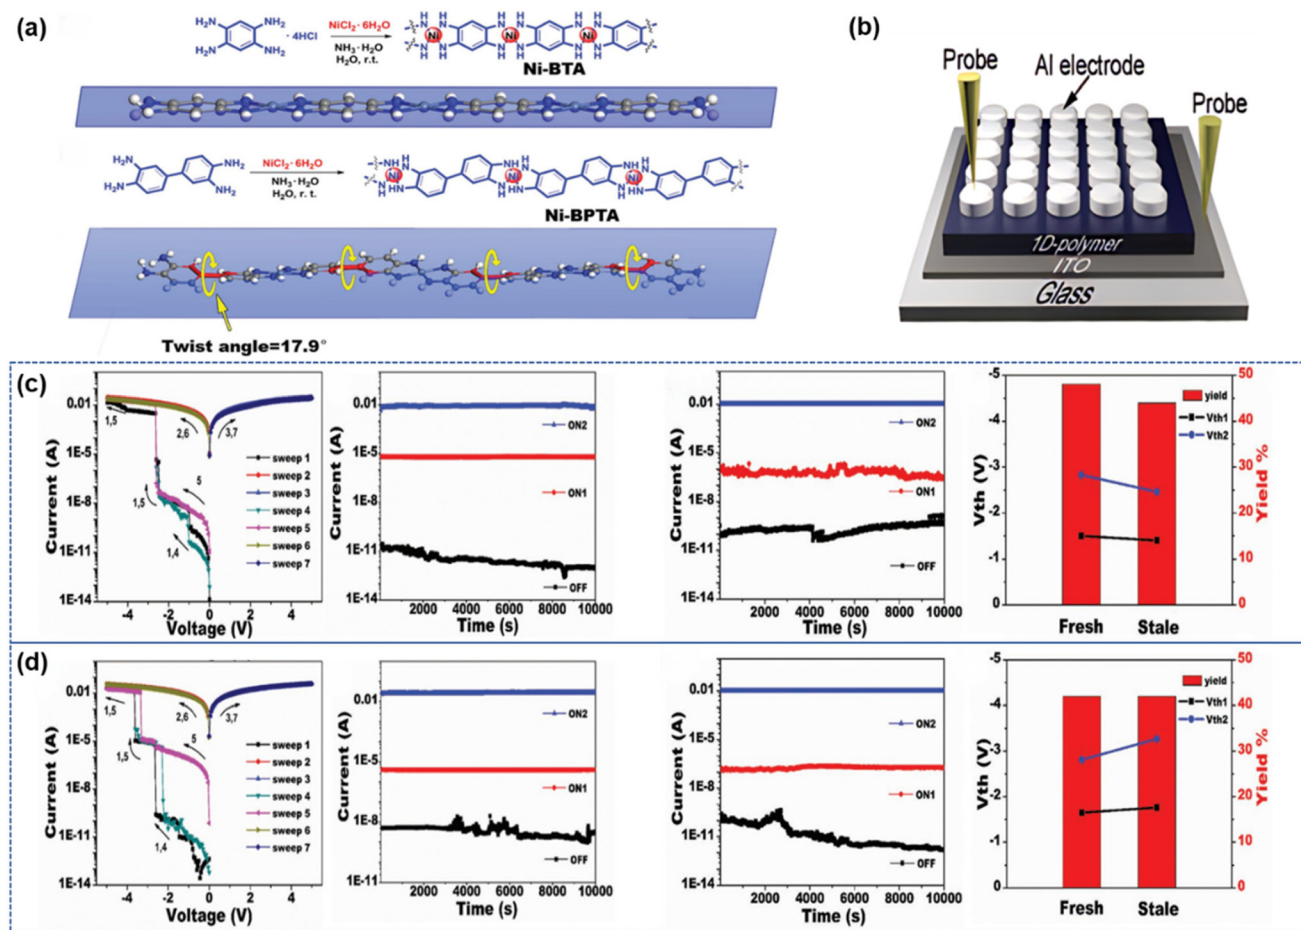 (a)
H₂N
NH₂
H₂N
NH₂
· 4HCl
NiCl₂ · 6H₂O
NH₃ · H₂O
H₂O, r.t.
Ni
Ni
Ni
Ni-BTA
NH₂
H₂N
NH₂
H₂N
NiCl₂ · 6H₂O
NH₃ · H₂O
H₂O, r. t.
Ni
Ni
Ni
Ni-BPTA
Twist angle=17.9°
(b)
Probe
Al electrode
Probe
1D-polymer
ITO
Glass
(c)
Current (A)
0.01
1E-5
1E-8
1E-11
1E-14
-4
-2
0
2
4
Voltage (V)
1,5
2,6
3,7
5
1,5
1,4
sweep 1
sweep 2
sweep 3
sweep 4
sweep 5
sweep 6
sweep 7
Current (A)
0.01
1E-5
1E-8
1E-11
1E-14
ON2
ON1
OFF
2000 4000 6000 8000 10000
Time (s)
Current (A)
0.01
1E-5
1E-8
1E-11
1E-14
ON2
ON1
OFF
0 2000 4000 6000 8000 10000
Time (s)
Vth (V)
-5
-4
-3
-2
-1
0
yield
Vth1
Vth2
50
40
30
20
10
0
Yield %
Fresh Stale
(d)
Current (A)
0.01
1E-5
1E-8
1E-11
1E-14
-4
-2
0
2
4
Voltage (V)
1,5
2,6
3,7
5
1,5
1,4
sweep 1
sweep 2
sweep 3
sweep 4
sweep 5
sweep 6
sweep 7
Current (A)
0.01
1E-5
1E-8
1E-11
ON2
ON1
OFF
2000 4000 6000 8000 10000
Time (s)
Current (A)
0.01
1E-5
1E-8
1E-11
1E-14
ON2
ON1
OFF
0 2000 4000 6000 8000 10000
Time (s)
Vth (V)
-5
-4
-3
-2
-1
0
yield
Vth1
Vth2
50
40
30
20
10
0
Yield %
Fresh Stale